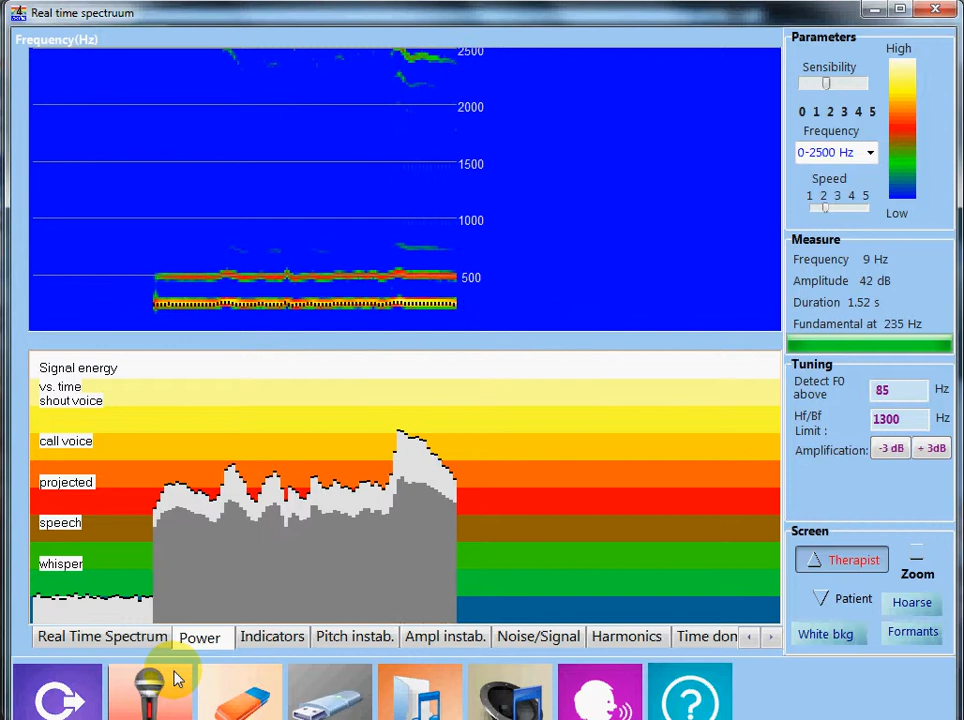 Real time spectruum
Frequency(Hz)
2500
2000
1500
1000
500
Signal energy
vs. time
shout voice
call voice
projected
speech
whisper
Real Time Spectrum
Power
Indicators
Pitch instab.
Ampl instab.
Noise/Signal
Harmonics
Time don
Parameters
High
Sensibility
0 1 2 3 4 5
Frequency
0-2500 Hz
Speed
1 2 3 4 5
Low
Measure
Frequency 9 Hz
Amplitude 42 dB
Duration 1.52 s
Fundamental at 235 Hz
Tuning
Detect F0 above 85 Hz
Hf/Bf Limit : 1300 Hz
Amplification: -3 dB + 3dB
Screen
Therapist
Zoom
Patient
Hoarse
White bkg
Formants
?